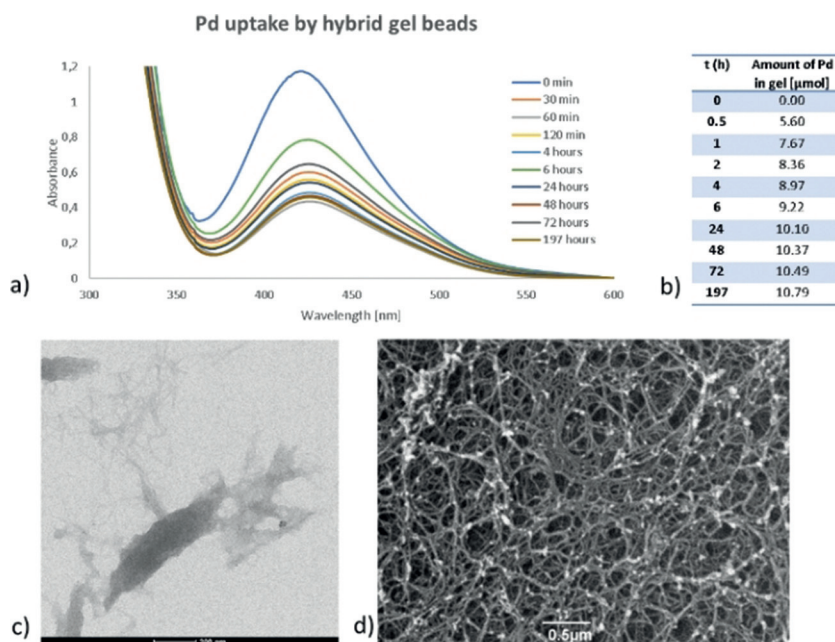 Pd uptake by hybrid gel beads
1,2
1
0,8
0,6
0,4
0,2
0
Absorbance
300
350
400
450
500
550
600
Wavelength [nm]
0 min
30 min
60 min
120 min
4 hours
6 hours
24 hours
48 hours
72 hours
197 hours
a)
t (h) Amount of Pd
in gel [µmol]
0 0.00
0.5 5.60
1 7.67
2 8.36
4 8.97
6 9.22
24 10.10
48 10.37
72 10.49
197 10.79
b)
c)
d)
0.5µm